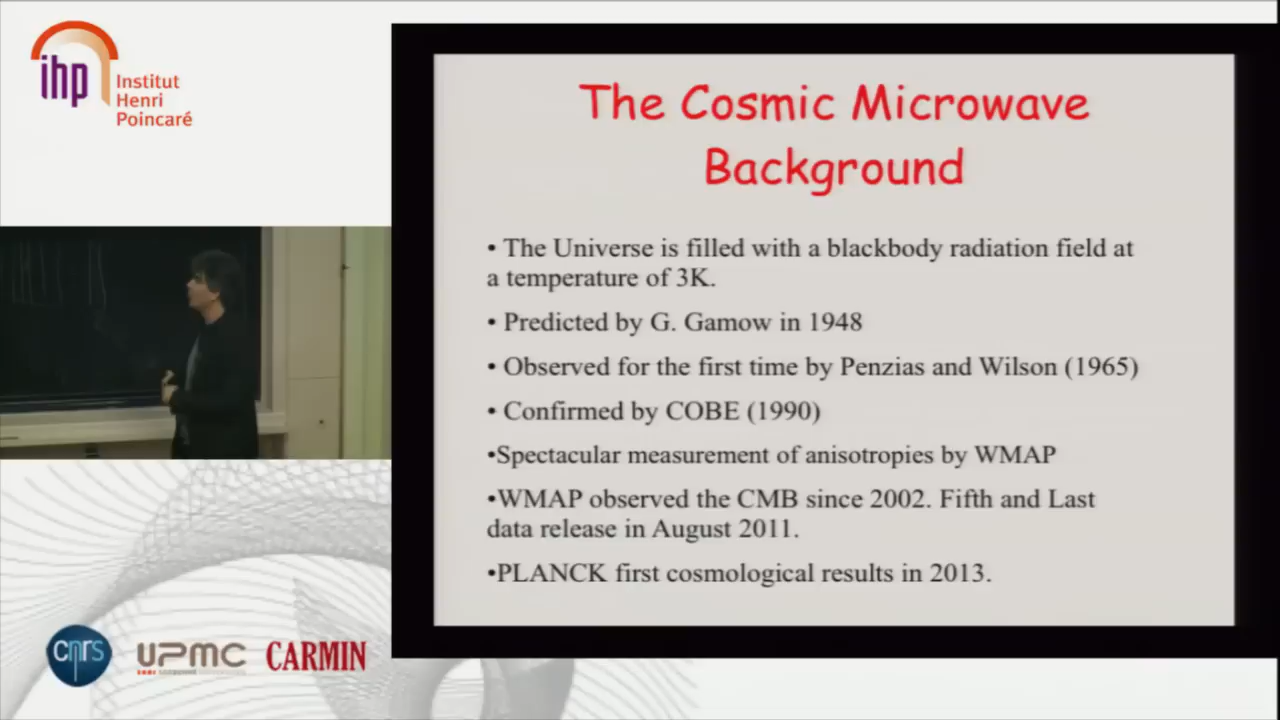 ihp
Institut
Henri
Poincaré
The Cosmic Microwave
Background
• The Universe is filled with a blackbody radiation field at
a temperature of 3K.
• Predicted by G. Gamow in 1948
• Observed for the first time by Penzias and Wilson (1965)
• Confirmed by COBE (1990)
•Spectacular measurement of anisotropies by WMAP
•WMAP observed the CMB since 2002. Fifth and Last
data release in August 2011.
•PLANCK first cosmological results in 2013.
cnrs
UPMC
CARMIN